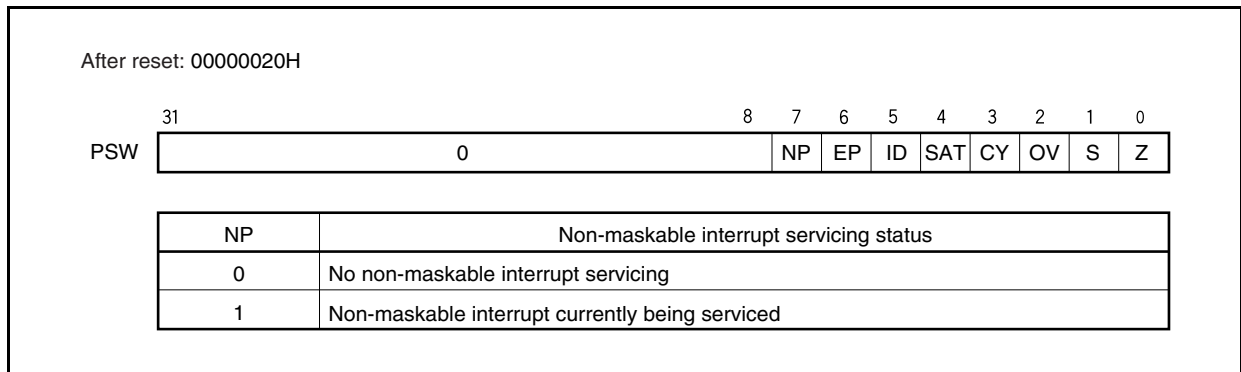 After reset: 00000020H
31 8 7 6 5 4 3 2 1 0
PSW 0 NP EP ID SAT CY OV S Z
NP Non-maskable interrupt servicing status
0 No non-maskable interrupt servicing
1 Non-maskable interrupt currently being serviced